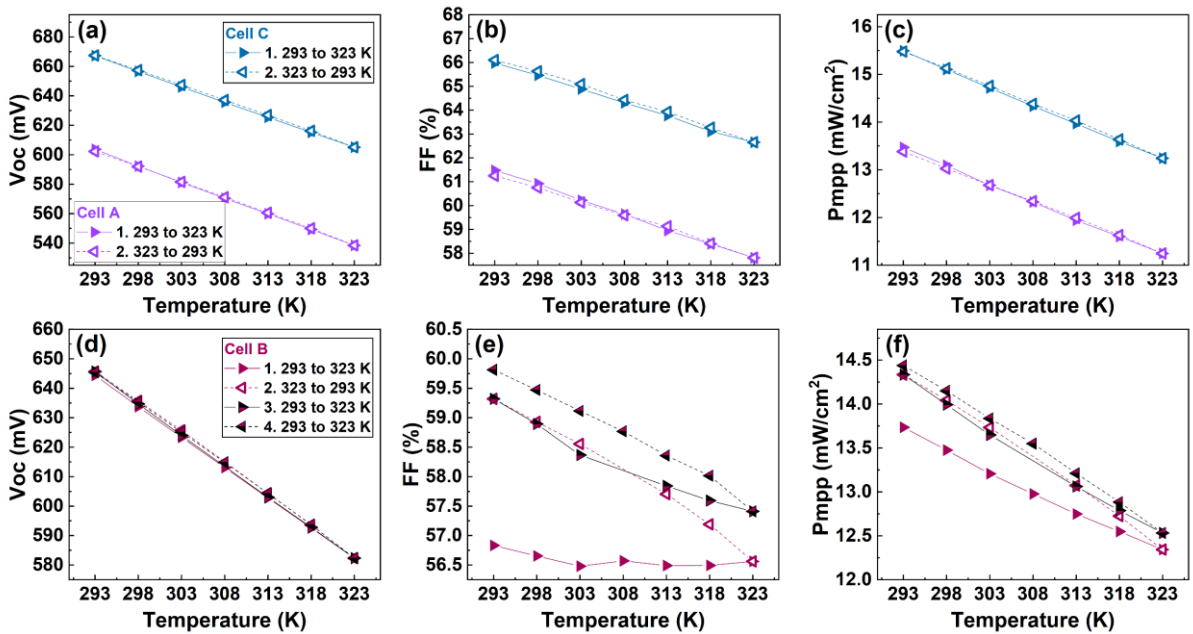 (a)
Cell C
1. 293 to 323 K
2. 323 to 293 K
Cell A
1. 293 to 323 K
2. 323 to 293 K
680
660
640
620
600
580
560
540
Voc (mV)
293 298 303 308 313 318 323
Temperature (K)
(b)
68
67
66
65
64
63
62
61
60
59
58
FF (%)
293 298 303 308 313 318 323
Temperature (K)
(c)
16
15
14
13
12
11
Pmpp (mW/cm²)
293 298 303 308 313 318 323
Temperature (K)
(d)
Cell B
1. 293 to 323 K
2. 323 to 293 K
3. 293 to 323 K
4. 293 to 323 K
660
650
640
630
620
610
600
590
580
Voc (mV)
293 298 303 308 313 318 323
Temperature (K)
(e)
60.5
60.0
59.5
59.0
58.5
58.0
57.5
57.0
56.5
FF (%)
293 298 303 308 313 318 323
Temperature (K)
(f)
14.5
14.0
13.5
13.0
12.5
12.0
Pmpp (mW/cm²)
293 298 303 308 313 318 323
Temperature (K)